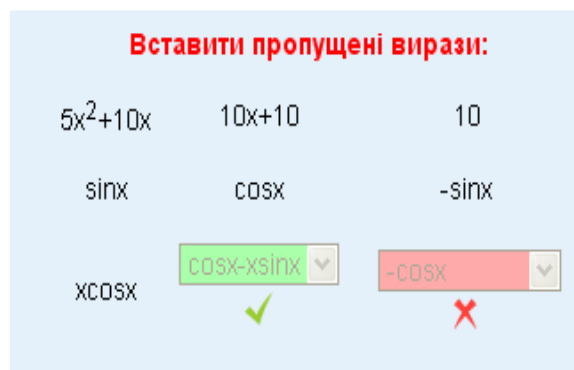 Вставити пропущені вирази:
5x²+10x 10x+10 10
sinx cosx -sinx
xcosx cosx-xsinx -cosx